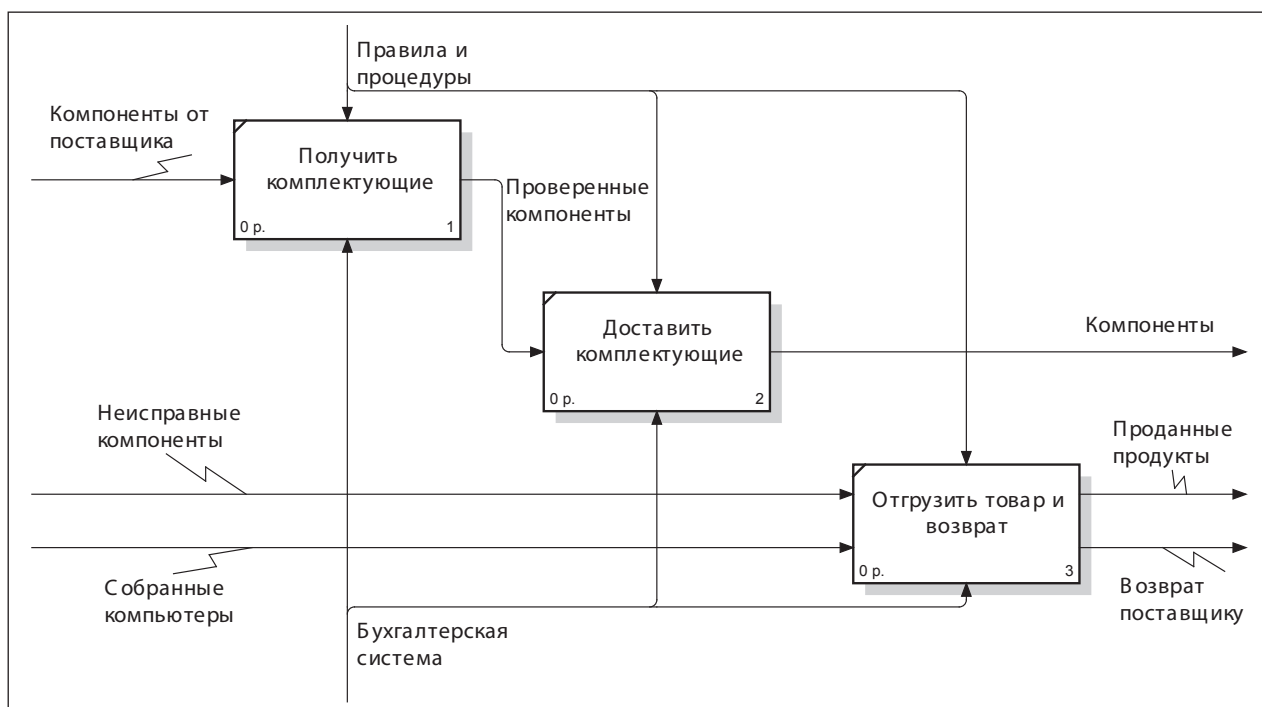 Правила и
процедуры
Компоненты от
поставщика
Получить
комплектующие
0 р.
1
Проверенные
компоненты
Доставить
комплектующие
0 р.
2
Компоненты
Неисправные
компоненты
Проданные
продукты
Отгрузить товар и
возврат
0 р.
3
Собранные
компьютеры
Возврат
поставщику
Бухгалтерская
система